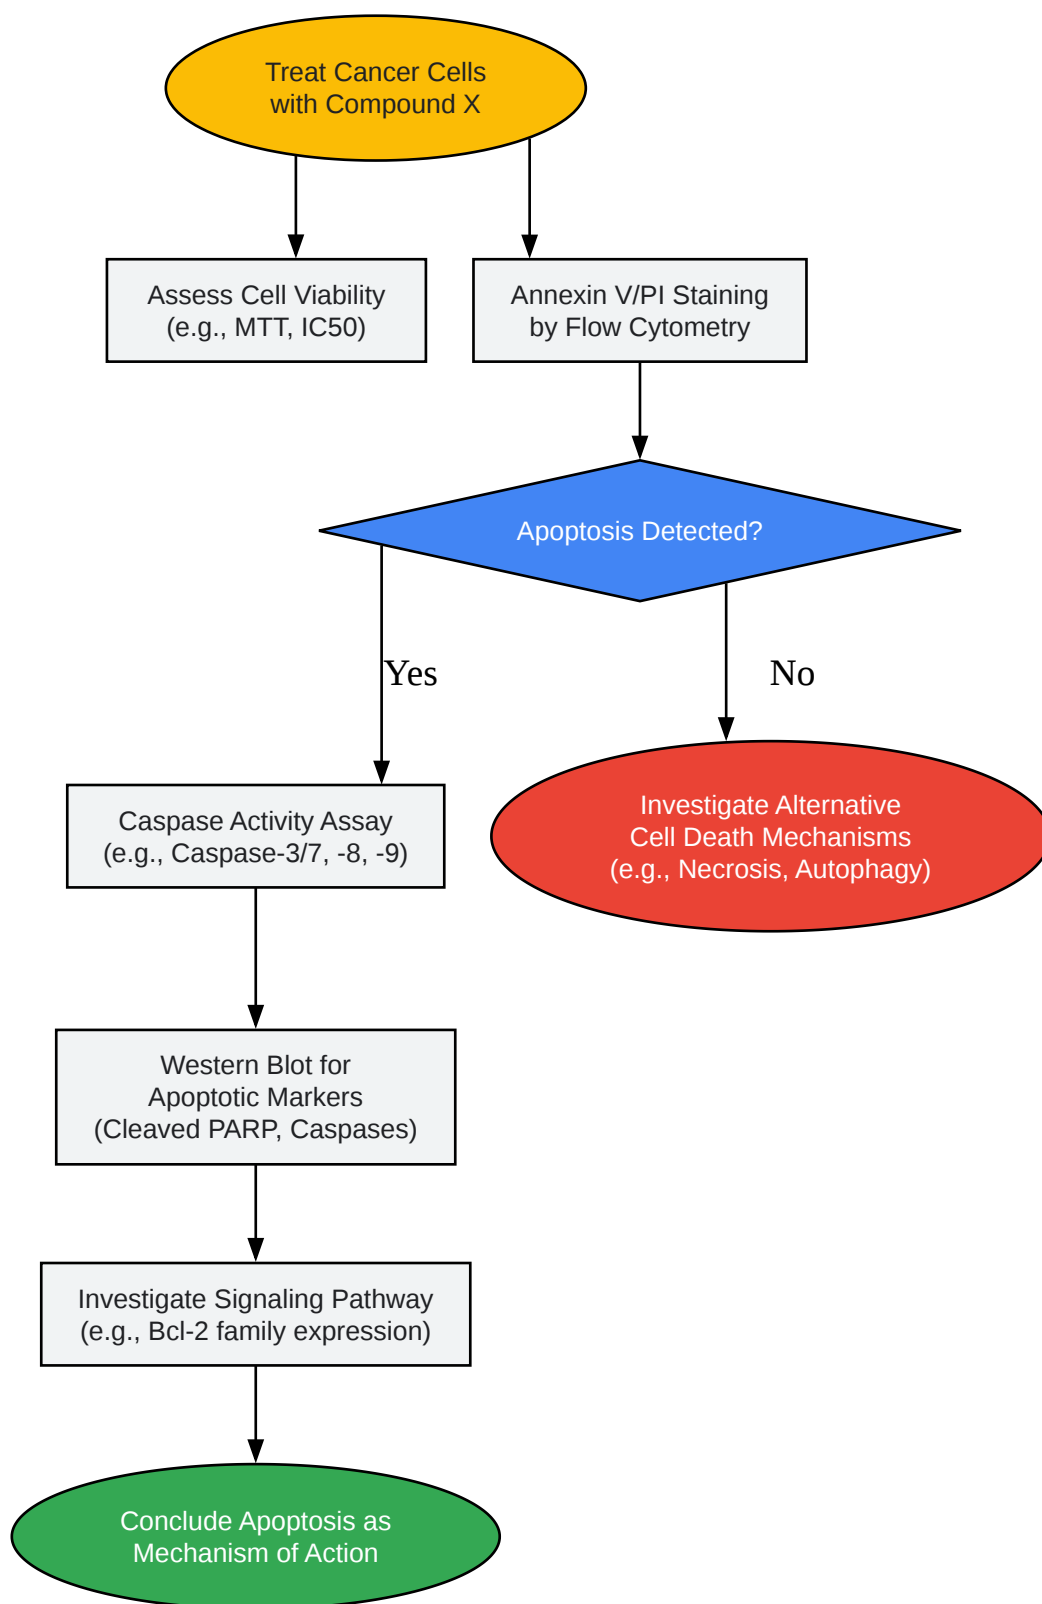 Treat Cancer Cells
with Compound X
Assess Cell Viability
(e.g., MTT, IC50)
Annexin V/PI Staining
by Flow Cytometry
Apoptosis Detected?
Yes
No
Caspase Activity Assay
(e.g., Caspase-3/7, -8, -9)
Investigate Alternative
Cell Death Mechanisms
(e.g., Necrosis, Autophagy)
Western Blot for
Apoptotic Markers
(Cleaved PARP, Caspases)
Investigate Signaling Pathway
(e.g., Bcl-2 family expression)
Conclude Apoptosis as
Mechanism of Action